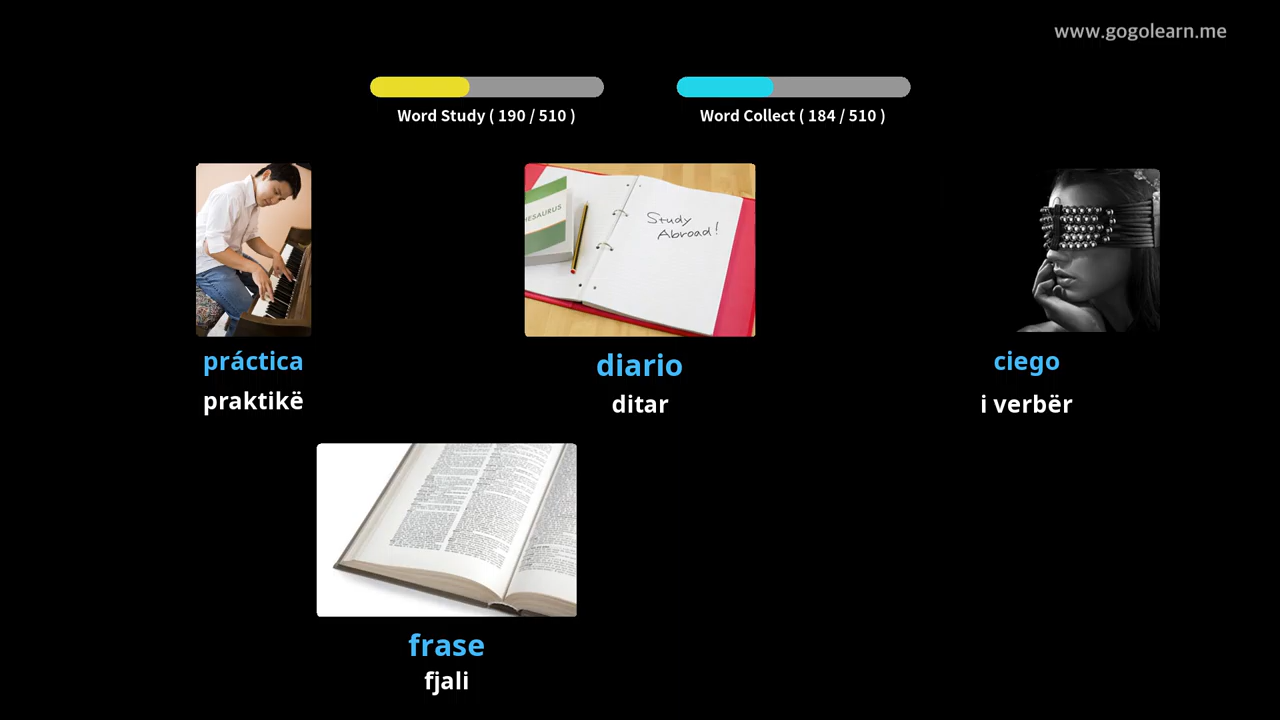 www.gogolearn.me
Word Study ( 190 / 510 )
Word Collect ( 184 / 510 )
HESAURUS
Study
Abroad!
práctica
praktikë
diario
ditar
ciego
i verbër
frase
fjali